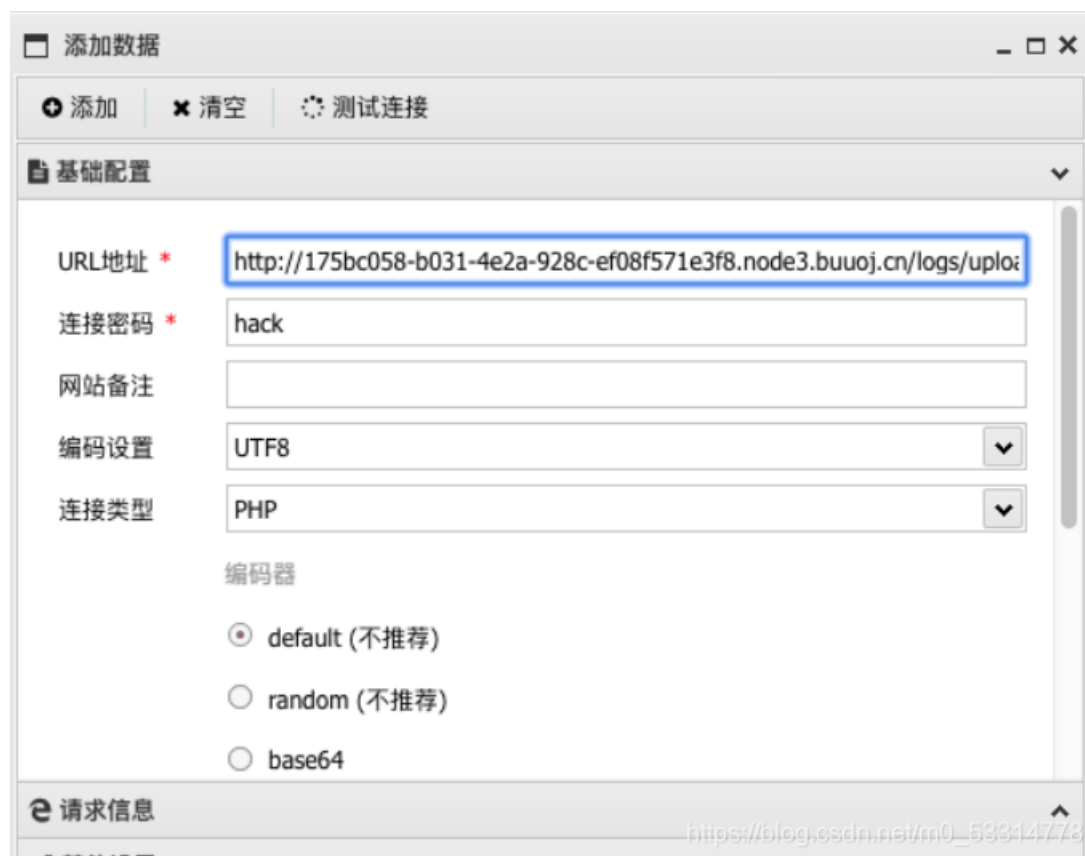 添加数据
添加 清空 测试连接
基础配置
URL地址 * http://175bc058-b031-4e2a-928c-ef08f571e3f8.node3.buuoj.cn/logs/uploa
连接密码 * hack
网站备注
编码设置 UTF8
连接类型 PHP
编码器
default (不推荐)
random (不推荐)
base64
请求信息
https://blog.csdn.net/m0_53314778